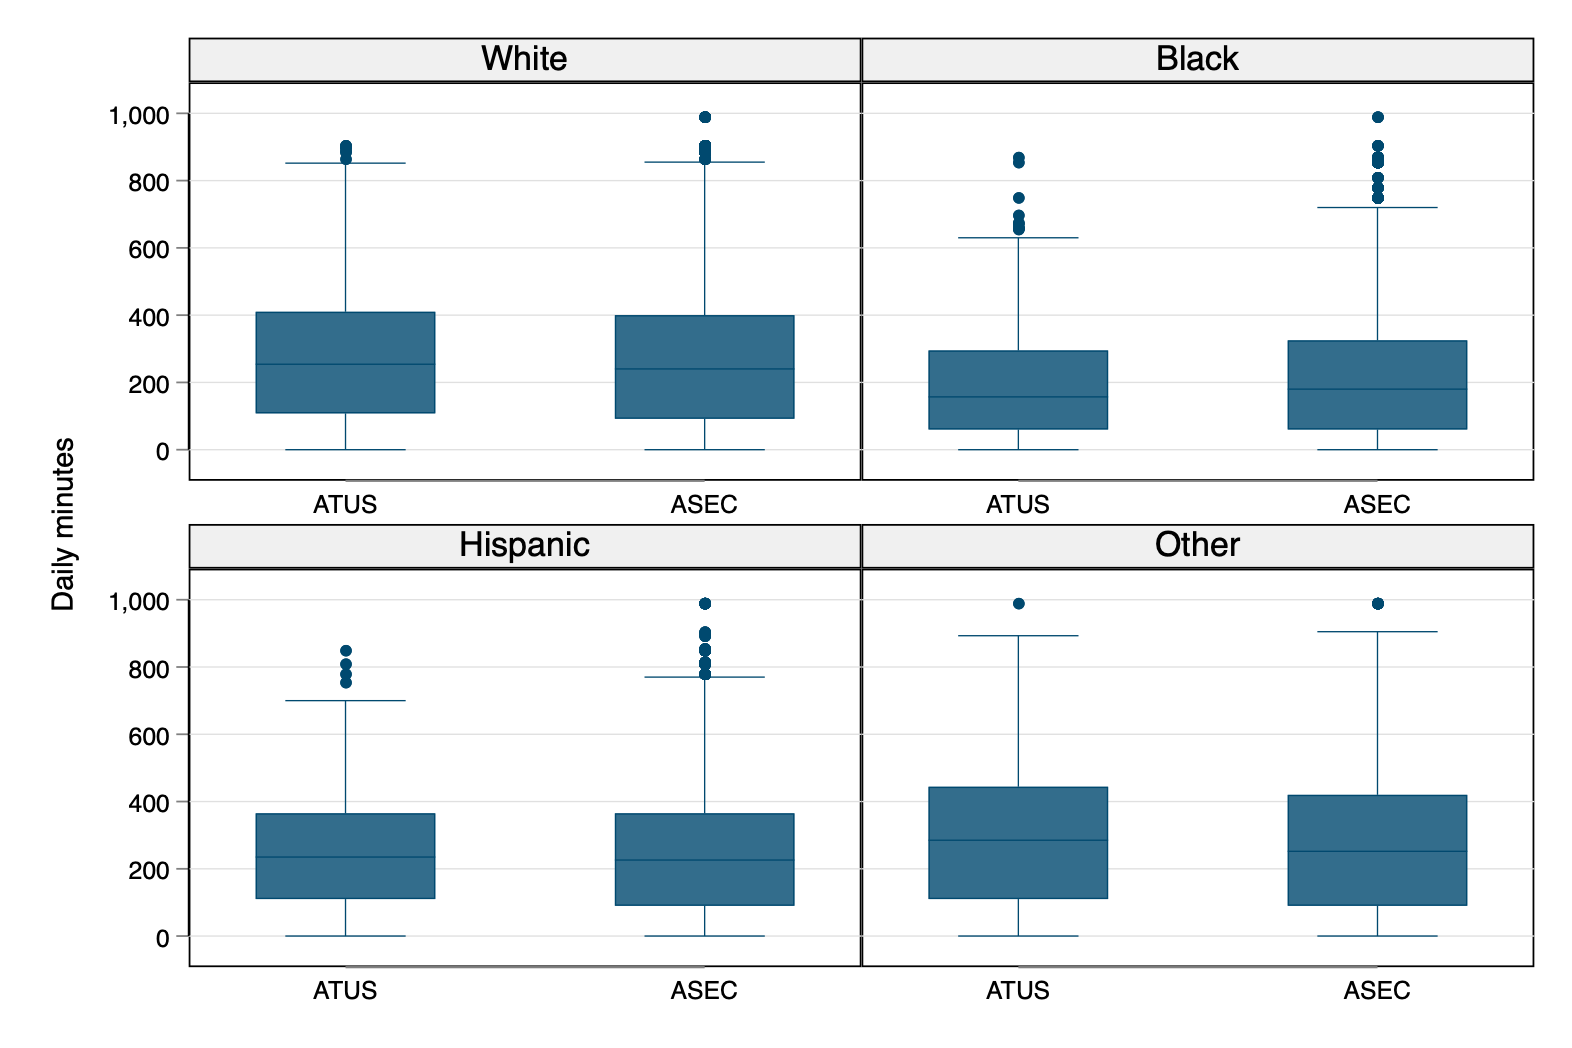 White
Black
1,000
800
600
400
200
0
ATUS
ASEC
ATUS
ASEC
Daily minutes
Hispanic
Other
1,000
800
600
400
200
0
ATUS
ASEC
ATUS
ASEC